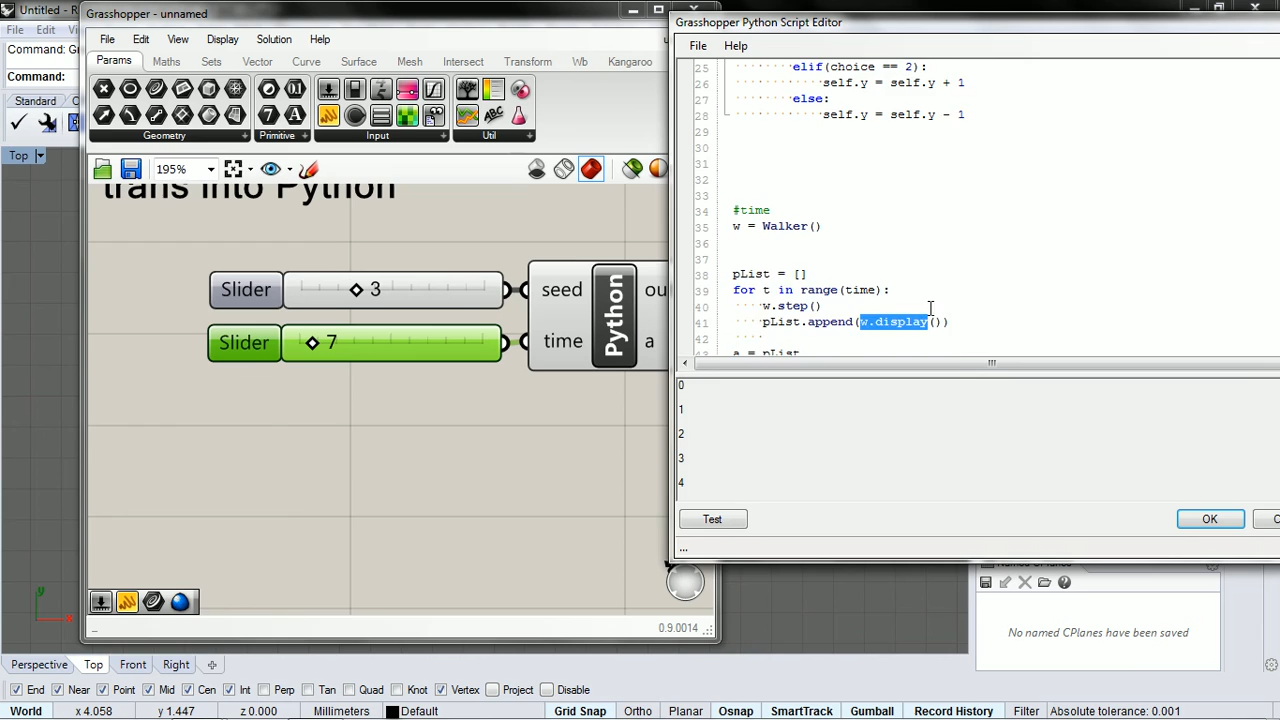 Untitled - R
File Ed
Command: G
Command:
Standard
Top
Grasshopper - unnamed
File Edit View Display Solution Help
Params Maths Sets Vector Curve Surface Mesh Intersect Transform Wb Kangaroo
Geometry Primitive Input Util
195%
trans into Python
Slider 3
Slider 7
seed
time
Python
ou
a
0.9.0014
Grasshopper Python Script Editor
File Help
25 elif(choice == 2):
26 self.y = self.y + 1
27 else:
28 self.y = self.y - 1
29
30
31
32
33
34 #time
35 w = Walker()
36
37
38 pList = []
39 for t in range(time):
40 w.step()
41 pList.append(w.display())
42
43 a = pList
0
1
2
3
4
Test OK
...
Named CPlanes
No named CPlanes have been saved
y
x
Perspective Top Front Right
End Near Point Mid Cen Int Perp Tan Quad Knot Vertex Project Disable
World x 4.058 y 1.447 z 0.000 Millimeters Default Grid Snap Ortho Planar Osnap SmartTrack Gumball Record History Filter Absolute tolerance: 0.001